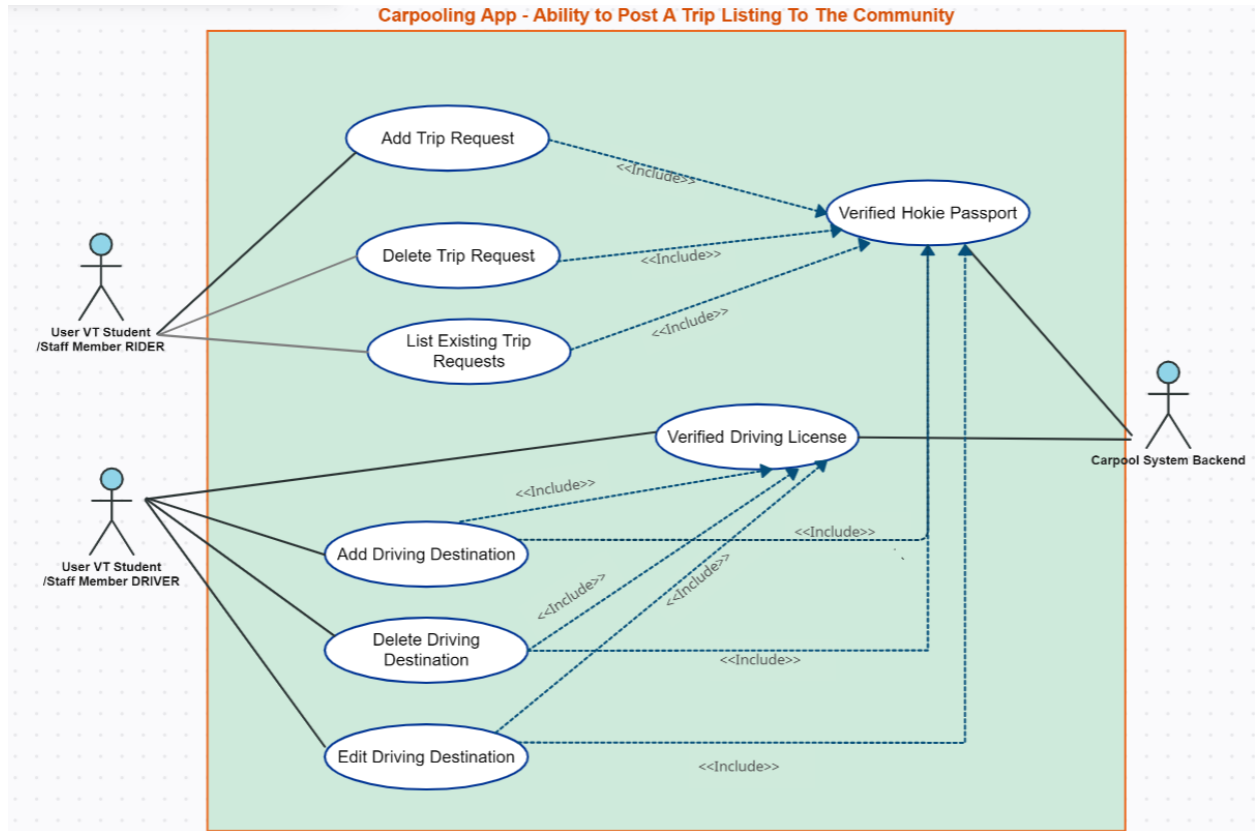 Carpooling App - Ability to Post A Trip Listing To The Community
Add Trip Request
<<Include>>
Verified Hokie Passport
Delete Trip Request
<<Include>>
User VT Student
/Staff Member RIDER
List Existing Trip
Requests
<<Include>>
Verified Driving License
Carpool System Backend
<<Include>>
Add Driving Destination
<<Include>>
User VT Student
/Staff Member DRIVER
<<Include>>
<<Include>>
Delete Driving
Destination
<<Include>>
Edit Driving Destination
<<Include>>